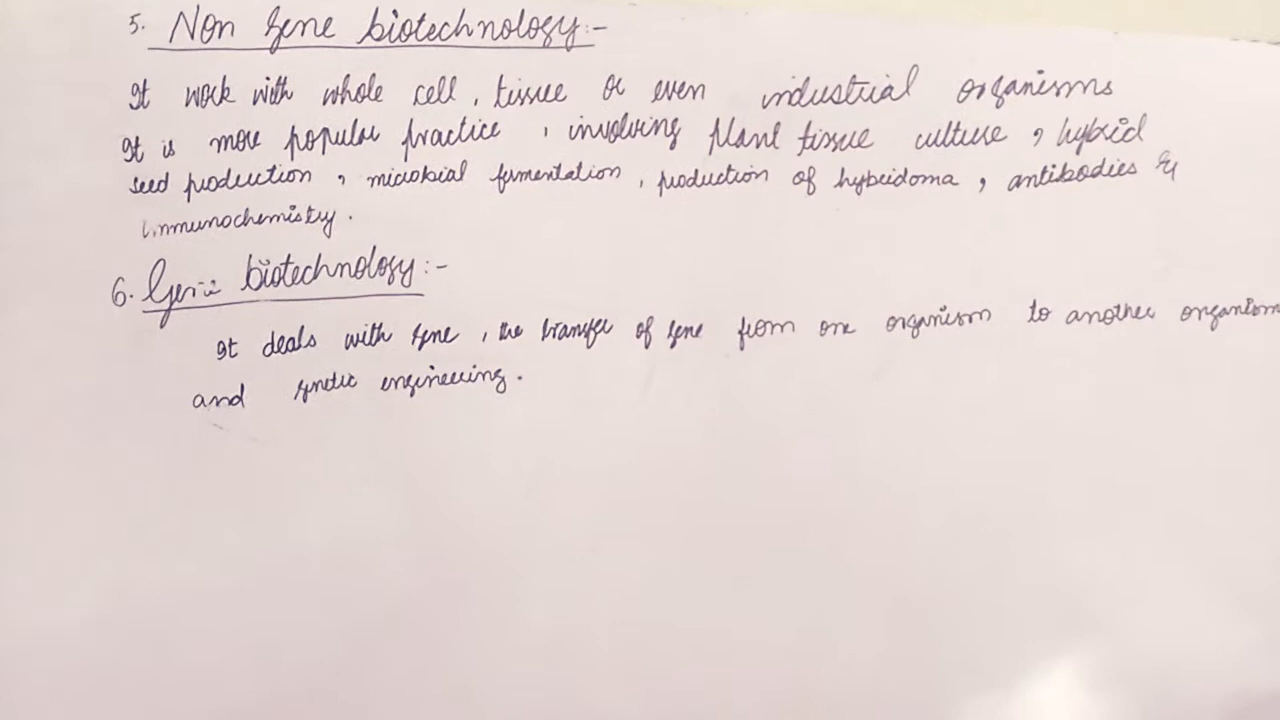 5. Non Gene biotechnology:-
It work with whole cell, tissue or even industrial organisms
It is more popular practice, involving Plant tissue culture, hybrid
seed production, microbial fermentation, production of hybridoma, antibodies &
immunochemistry.
6. Gene biotechnology:-
It deals with gene, the transfer of gene from one organism to another organism
and genetic engineering.